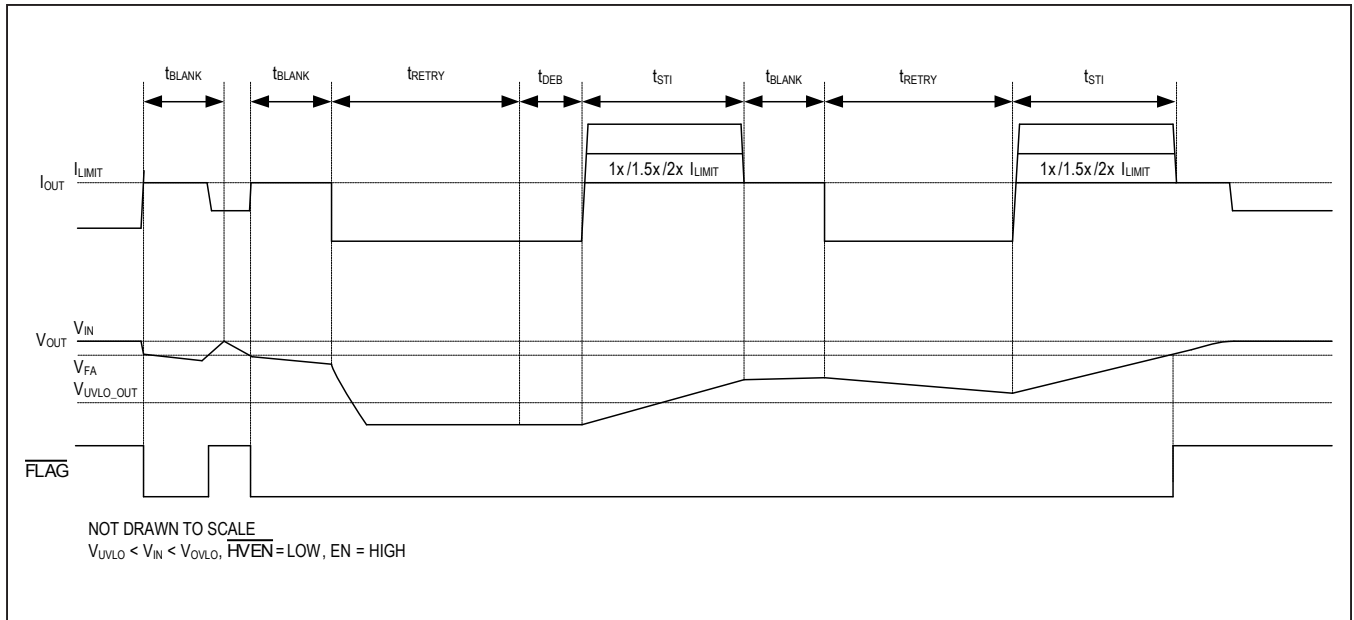 tBLANK tBLANK tRETRY tDEB tSTI tBLANK tRETRY tSTI
ILIMIT
IOUT
1x/1.5x/2x ILIMIT 1x/1.5x/2x ILIMIT
VIN
VOUT
VFA
VUVLO_OUT
FLAG
NOT DRAWN TO SCALE
VUVLO < VIN < VOVLO, HVEN = LOW, EN = HIGH